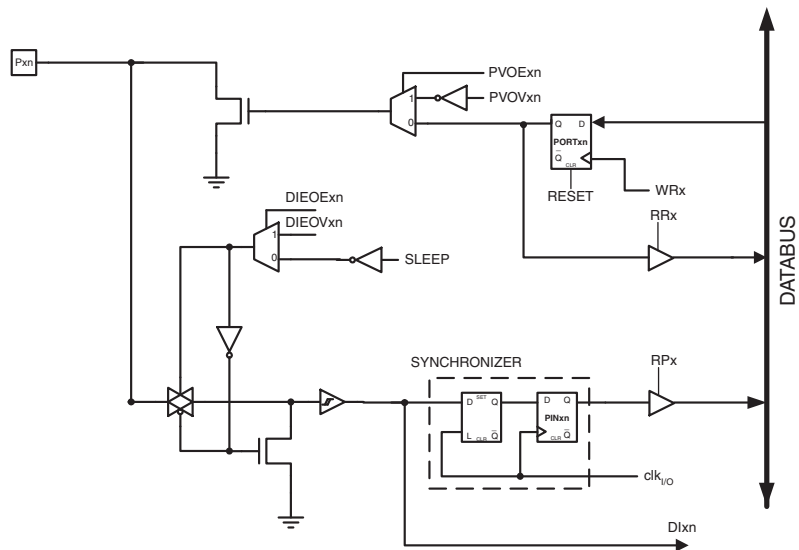 Pxn
PVOExn
PVOVxn
1
0
Q D
PORTxn
Q
CLR
RESET
WRx
RRx
DIEOExn
DIEOVxn
1
0
SLEEP
DATABUS
SYNCHRONIZER
RPx
D SET Q
L CLR Q
D Q
PINxn
CLR Q
clk I/O
DIxn